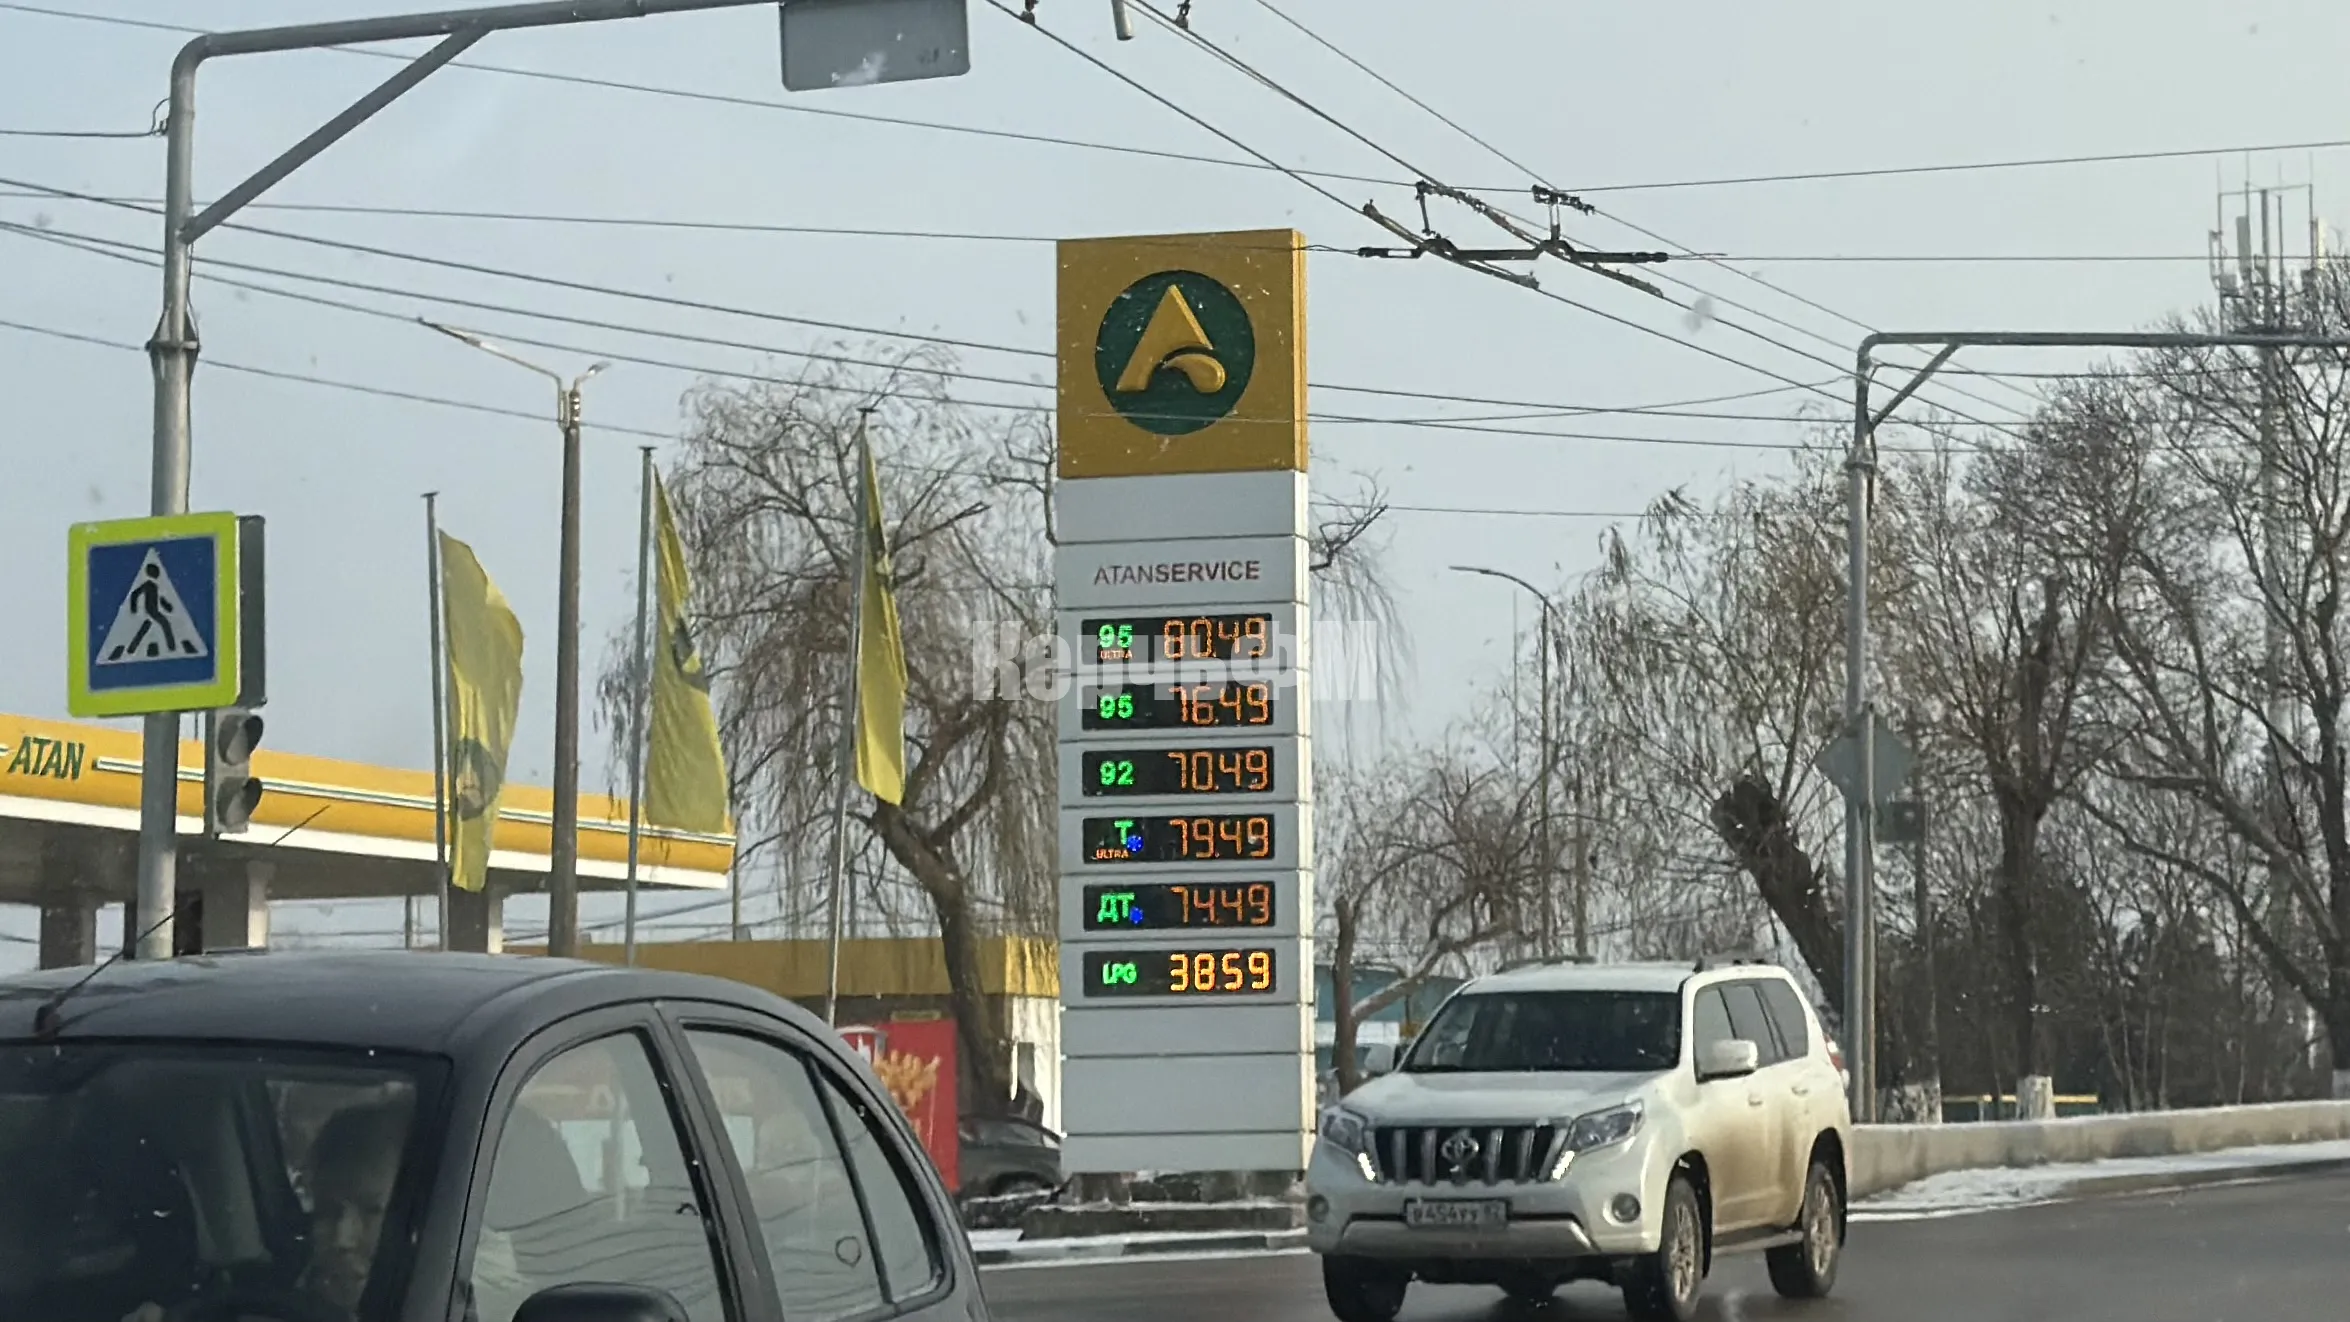 ATAN
ATANSERVICE
95 80.49
ULTRA
95 76.49
92 70.49
Т 79.49
ULTRA
ДТ 74.49
LPG 38.59
КерчьФМ